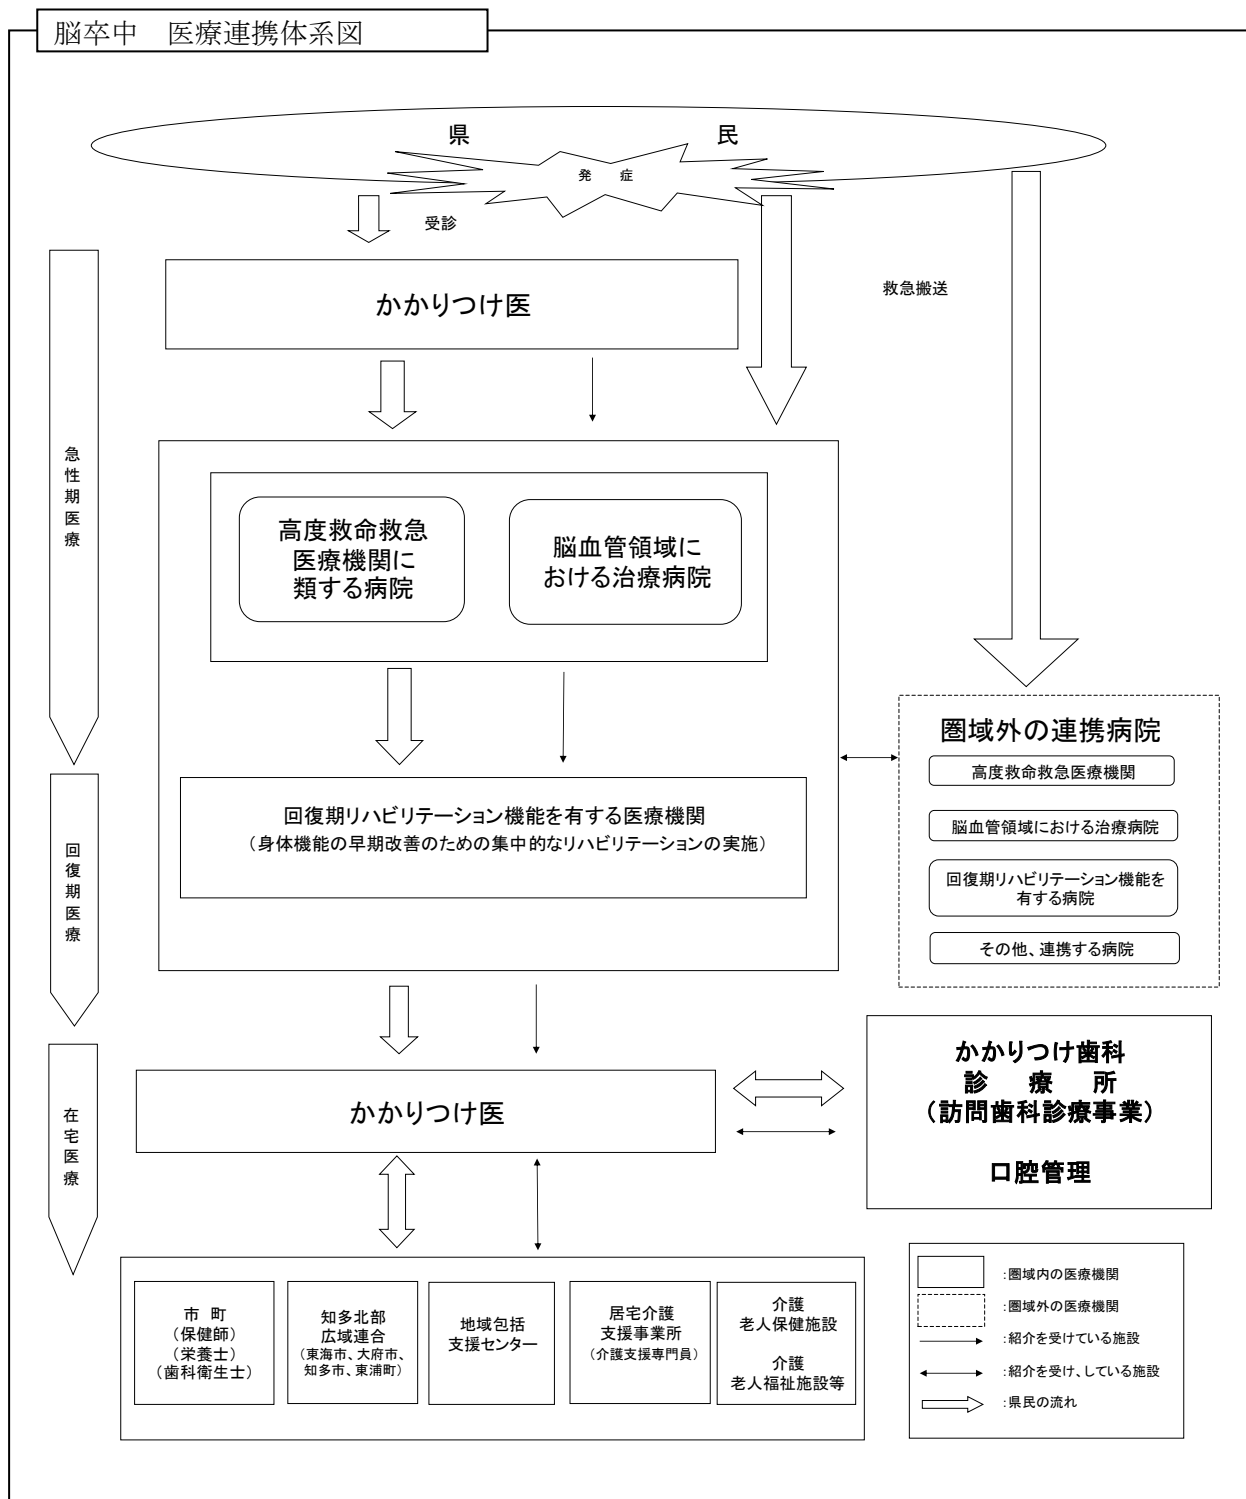 脳卒中　医療連携体系図
県　民
発　症
受診
救急搬送
かかりつけ医
急性期医療
高度救命救急
医療機関に
類する病院
脳血管領域に
おける治療病院
圏域外の連携病院
高度救命救急医療機関
脳血管領域における治療病院
回復期リハビリテーション機能を
有する病院
その他、連携する病院
回復期リハビリテーション機能を有する医療機関
（身体機能の早期改善のための集中的なリハビリテーションの実施）
回復期医療
かかりつけ医
かかりつけ歯科
診　療　所
（訪問歯科診療事業）
口腔管理
在宅医療
市 町
（保健師）
（栄養士）
（歯科衛生士）
知多北部
広域連合
（東海市、大府市、
知多市、東浦町）
地域包括
支援センター
居宅介護
支援事業所
（介護支援専門員）
介護
老人保健施設
介護
老人福祉施設等
：圏域内の医療機関
：圏域外の医療機関
：紹介を受けている施設
：紹介を受け、している施設
：県民の流れ